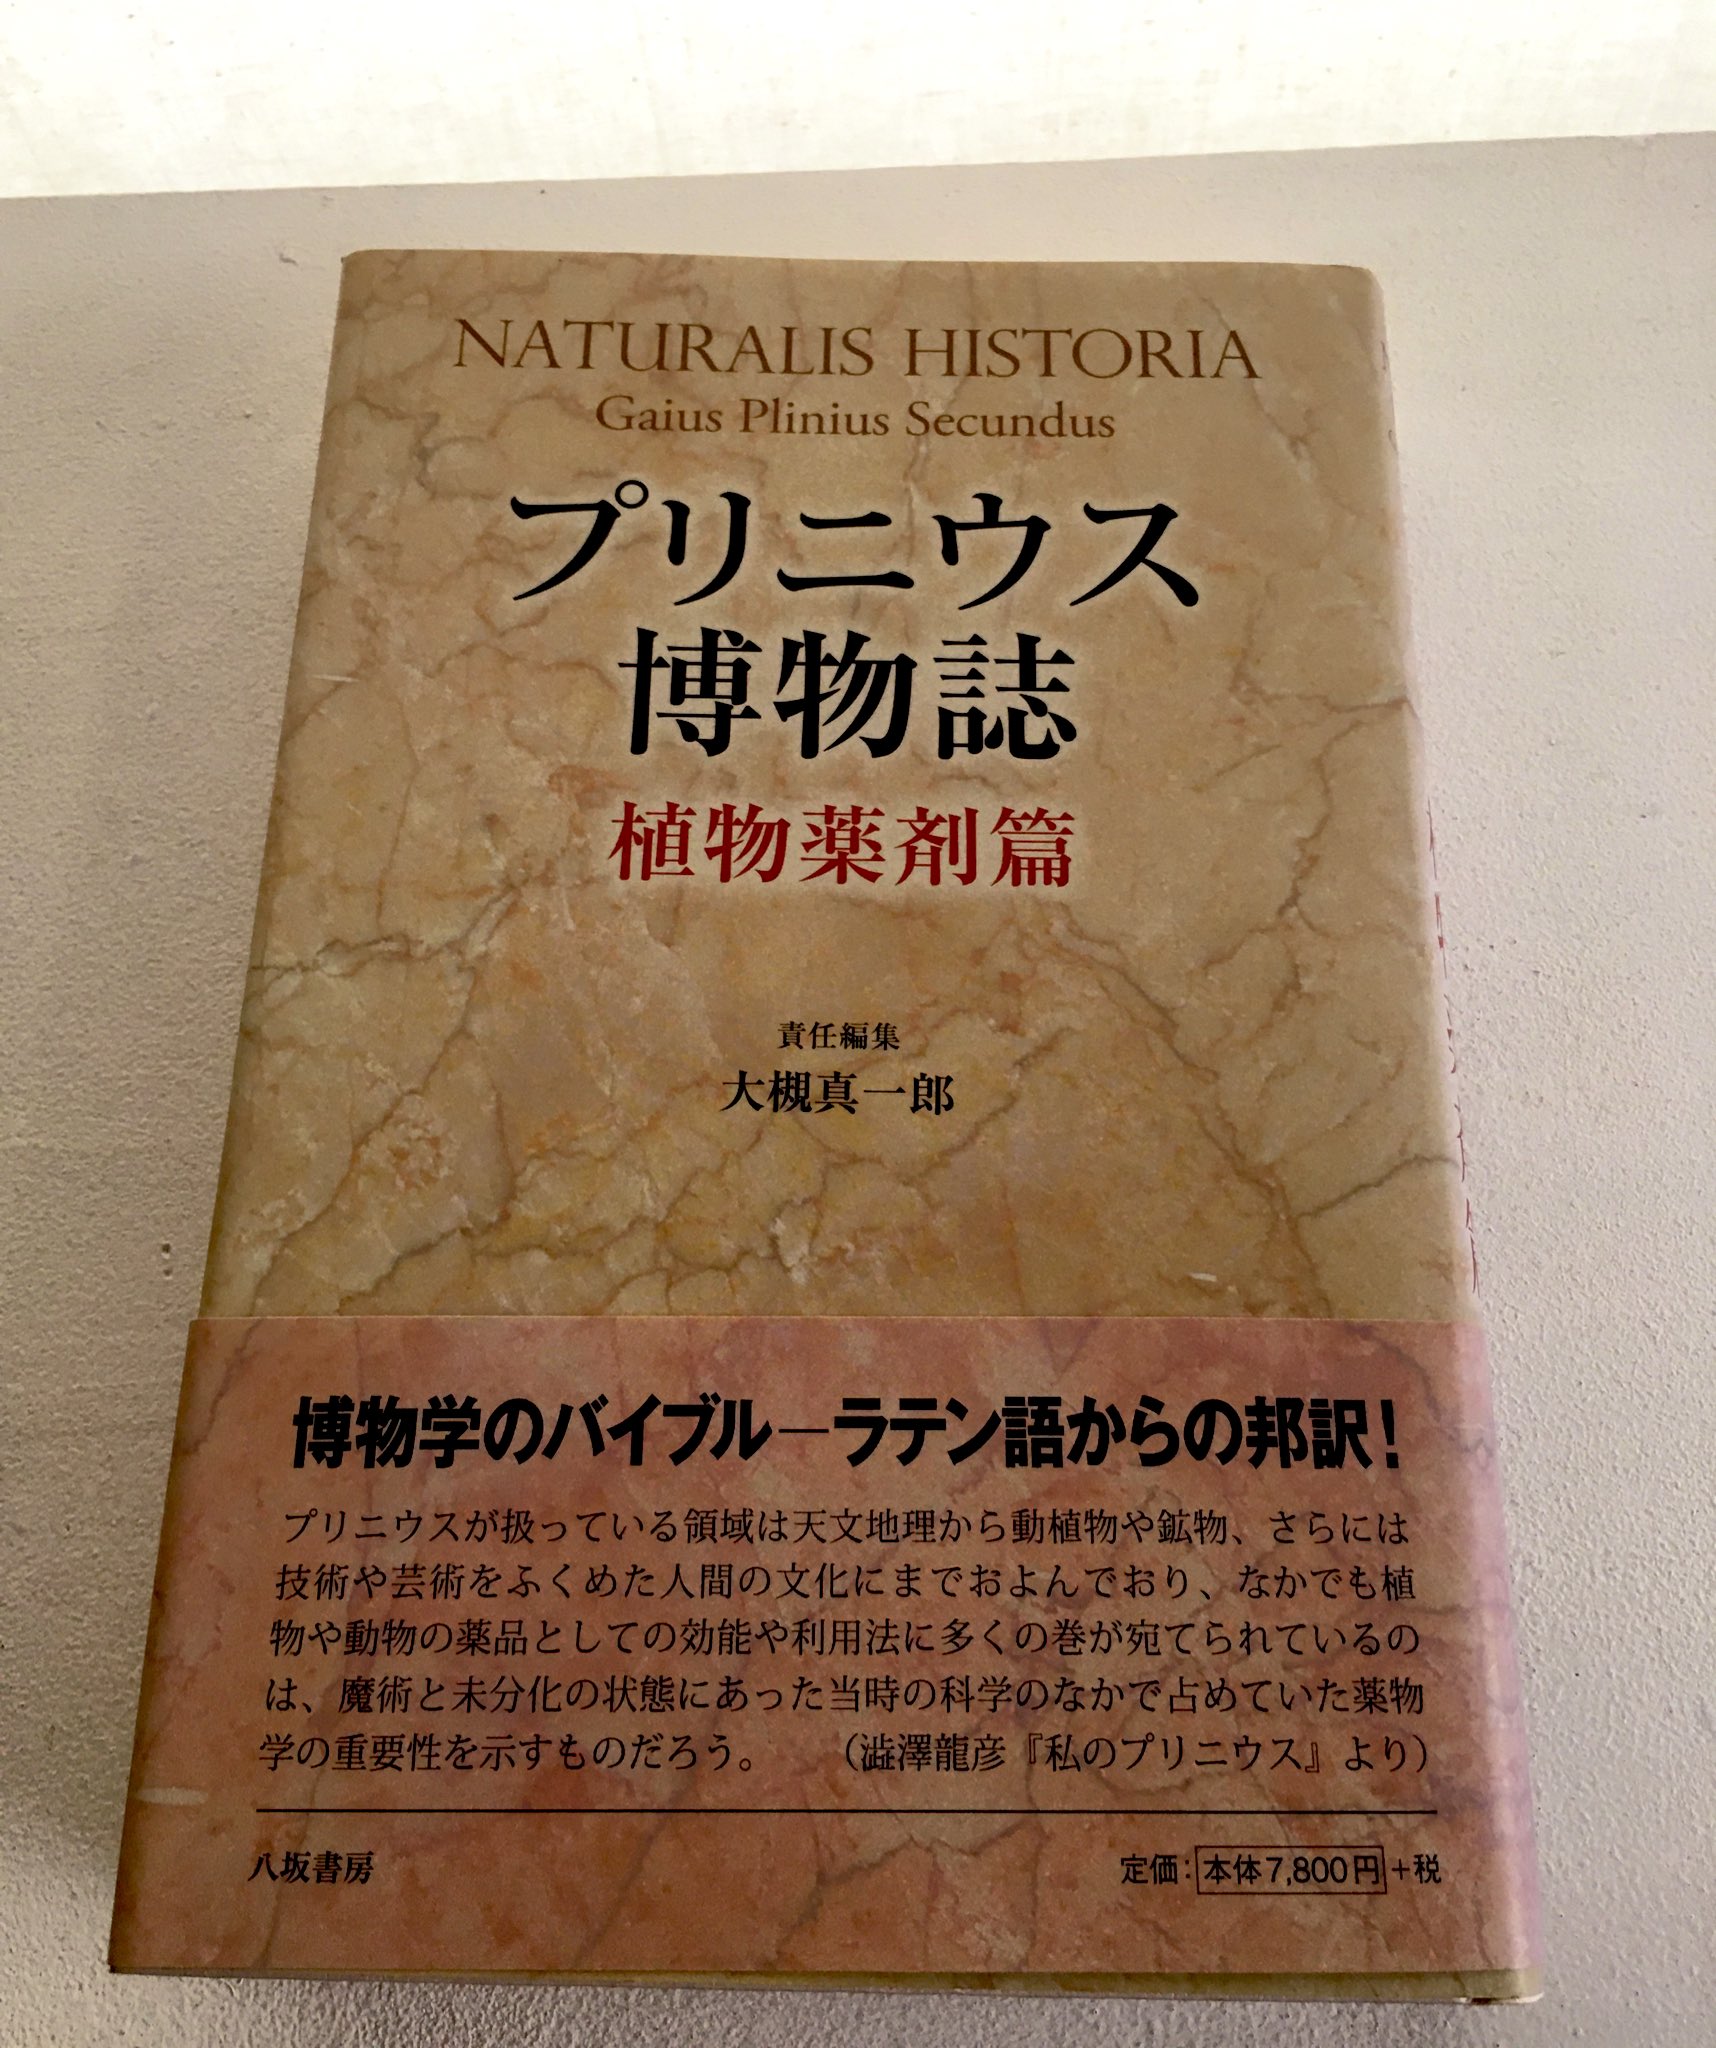 NATURALIS HISTORIA
Gaius Plinius Secundus
プリニウス
博物誌
植物薬剤篇
責任編集
大槻真一郎
博物学のバイブル—ラテン語からの邦訳!
プリニウスが扱っている領域は天文地理から動植物や鉱物、さらには
技術や芸術をふくめた人間の文化にまでおよんでおり、なかでも植
物や動物の薬品としての効能や利用法に多くの巻が宛てられているの
は、魔術と未分化の状態にあった当時の科学のなかで占めていた薬物
学の重要性を示すものだろう。 （澁澤龍彦『私のプリニウス』より）
八坂書房
定価：本体7,800円+税